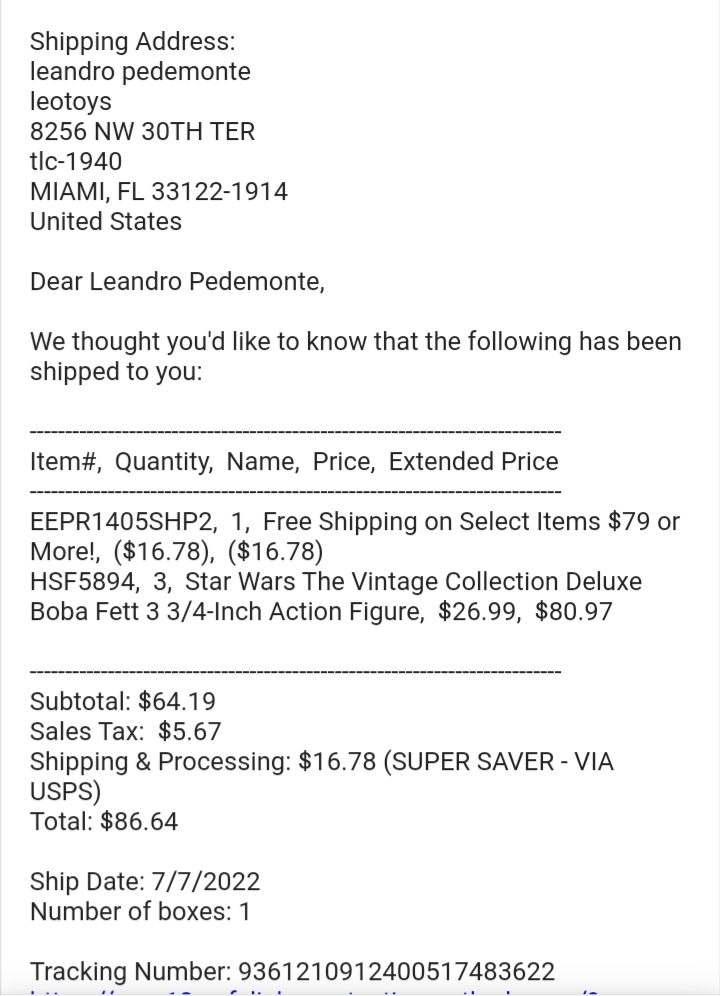 Shipping Address:
leandro pedemonte
leotoys
8256 NW 30TH TER
tlc-1940
MIAMI, FL 33122-1914
United States
Dear Leandro Pedemonte,
We thought you'd like to know that the following has been
shipped to you:
---------------------------------------------------------------------------
Item#,  Quantity,  Name,  Price,  Extended Price
---------------------------------------------------------------------------
EEPR1405SHP2,  1,  Free Shipping on Select Items $79 or
More!,  ($16.78),  ($16.78)
HSF5894,  3,  Star Wars The Vintage Collection Deluxe
Boba Fett 3 3/4-Inch Action Figure,  $26.99,  $80.97
---------------------------------------------------------------------------
Subtotal: $64.19
Sales Tax:  $5.67
Shipping & Processing: $16.78 (SUPER SAVER - VIA
USPS)
Total: $86.64
Ship Date: 7/7/2022
Number of boxes: 1
Tracking Number: 9361210912400517483622